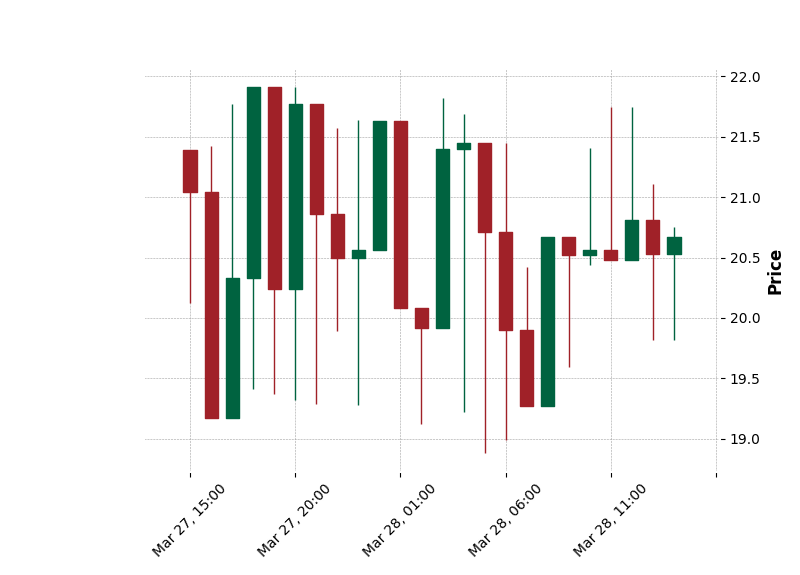 22.0
21.5
21.0
20.5
20.0
19.5
19.0
Price
Mar 27, 15:00
Mar 27, 20:00
Mar 28, 01:00
Mar 28, 06:00
Mar 28, 11:00